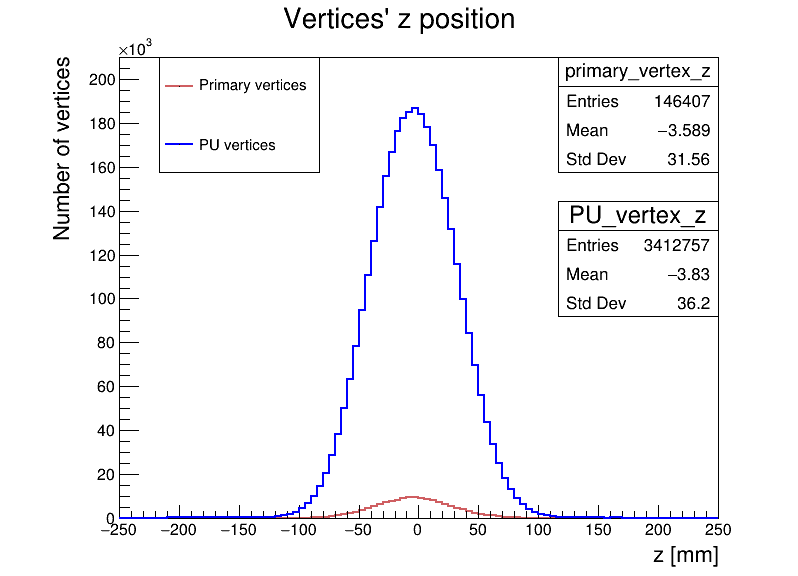 Vertices' z position
×10³
Number of vertices
200
180
160
140
120
100
80
60
40
20
0
Primary vertices
PU vertices
primary_vertex_z
Entries 146407
Mean −3.589
Std Dev 31.56
PU_vertex_z
Entries 3412757
Mean −3.83
Std Dev 36.2
−250 −200 −150 −100 −50 0 50 100 150 200 250
z [mm]